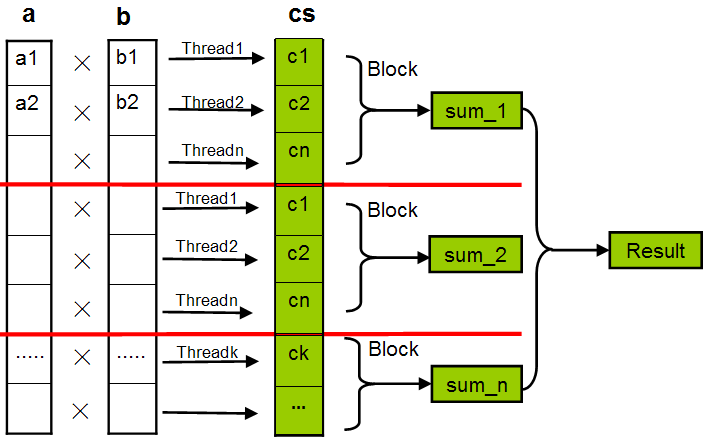 a b cs
a1 b1 Thread1 c1 Block
a2 b2 Thread2 c2 sum_1
Threadn cn
Thread1 c1 Block
Thread2 c2 sum_2 Result
Threadn cn
..... ..... Threadk ck Block
... sum_n